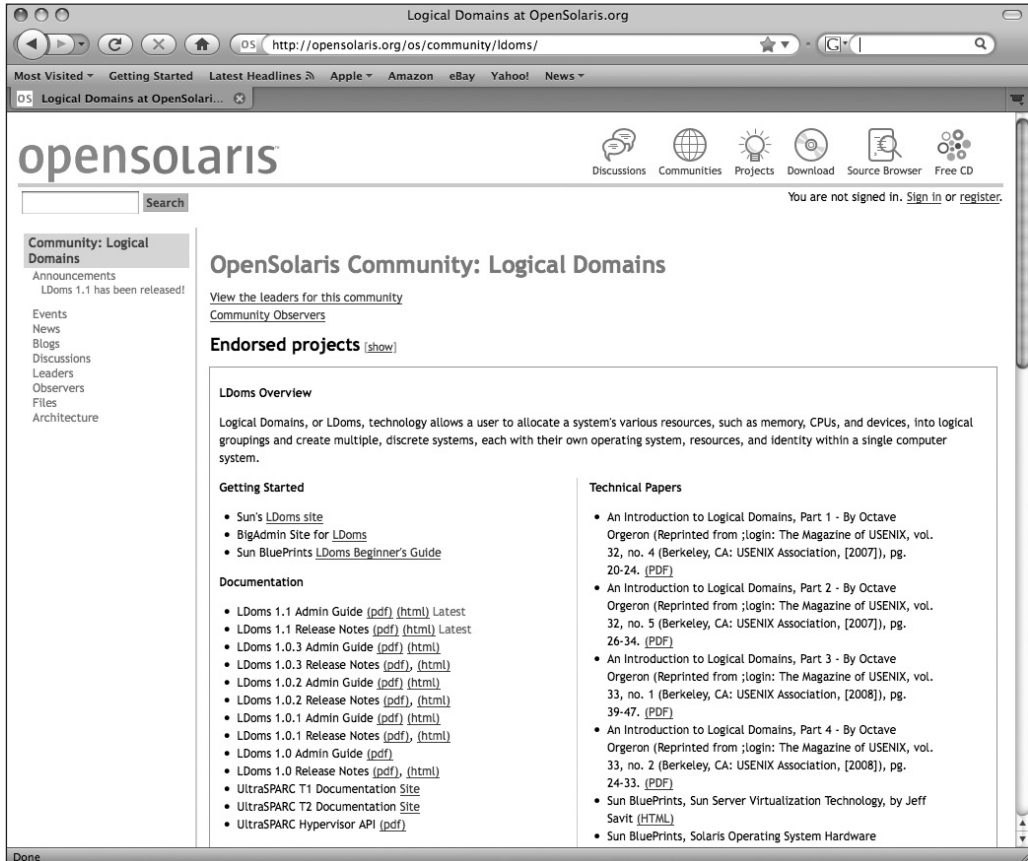 Logical Domains at OpenSolaris.org
OS http://opensolaris.org/os/community/ldoms/
G
Most Visited Getting Started Latest Headlines Apple Amazon eBay Yahoo! News
OS Logical Domains at OpenSolari...
opensolaris
Discussions Communities Projects Download Source Browser Free CD
Search
You are not signed in. Sign in or register.
Community: Logical
Domains
Announcements
LDoms 1.1 has been released!
Events
News
Blogs
Discussions
Leaders
Observers
Files
Architecture
OpenSolaris Community: Logical Domains
View the leaders for this community
Community Observers
Endorsed projects [show]
LDoms Overview
Logical Domains, or LDoms, technology allows a user to allocate a system's various resources, such as memory, CPUs, and devices, into logical
groupings and create multiple, discrete systems, each with their own operating system, resources, and identity within a single computer
system.
Getting Started
• Sun's LDoms site
• BigAdmin Site for LDoms
• Sun BluePrints LDoms Beginner's Guide
Documentation
• LDoms 1.1 Admin Guide (pdf) (html) Latest
• LDoms 1.1 Release Notes (pdf) (html) Latest
• LDoms 1.0.3 Admin Guide (pdf) (html)
• LDoms 1.0.3 Release Notes (pdf), (html)
• LDoms 1.0.2 Admin Guide (pdf) (html)
• LDoms 1.0.2 Release Notes (pdf), (html)
• LDoms 1.0.1 Admin Guide (pdf) (html)
• LDoms 1.0.1 Release Notes (pdf), (html)
• LDoms 1.0 Admin Guide (pdf)
• LDoms 1.0 Release Notes (pdf), (html)
• UltraSPARC T1 Documentation Site
• UltraSPARC T2 Documentation Site
• UltraSPARC Hypervisor API (pdf)
Technical Papers
• An Introduction to Logical Domains, Part 1 - By Octave
Orgeron (Reprinted from ;login: The Magazine of USENIX, vol.
32, no. 4 (Berkeley, CA: USENIX Association, [2007]), pg.
20-24. (PDF)
• An Introduction to Logical Domains, Part 2 - By Octave
Orgeron (Reprinted from ;login: The Magazine of USENIX, vol.
32, no. 5 (Berkeley, CA: USENIX Association, [2007]), pg.
26-34. (PDF)
• An Introduction to Logical Domains, Part 3 - By Octave
Orgeron (Reprinted from ;login: The Magazine of USENIX, vol.
33, no. 1 (Berkeley, CA: USENIX Association, [2008]), pg.
39-47. (PDF)
• An Introduction to Logical Domains, Part 4 - By Octave
Orgeron (Reprinted from ;login: The Magazine of USENIX, vol.
33, no. 2 (Berkeley, CA: USENIX Association, [2008]), pg.
24-33. (PDF)
• Sun BluePrints, Sun Server Virtualization Technology, by Jeff
Savit (HTML)
• Sun BluePrints, Solaris Operating System Hardware
Done